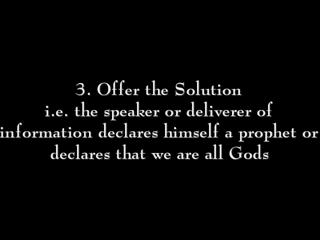 3. Offer the Solution
i.e. the speaker or deliverer of
information declares himself a prophet or
declares that we are all Gods